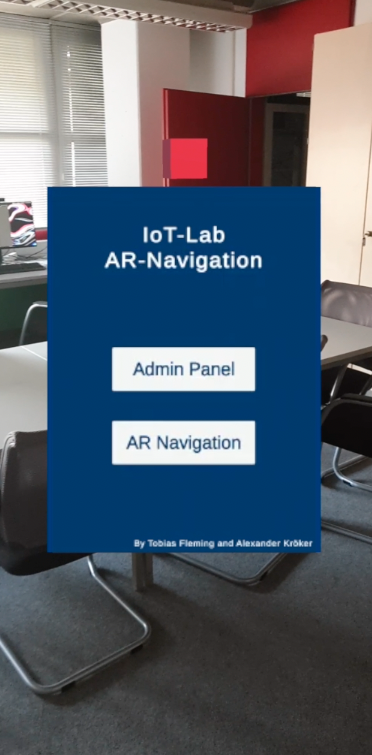 IoT-Lab
AR-Navigation
Admin Panel
AR Navigation
By Tobias Fleming and Alexander Kröker